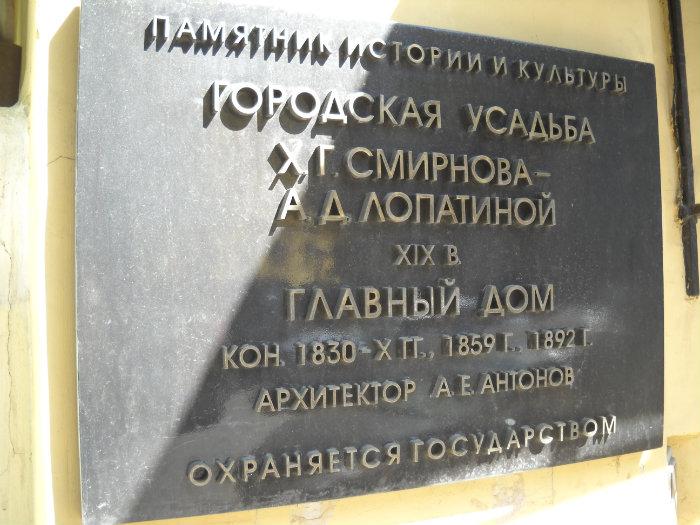 ПАМЯТНИК ИСТОРИИ И КУЛЬТУРЫ
ГОРОДСКАЯ УСАДЬБА
Х.Г. СМИРНОВА-
А.Д. ЛОПАТИНОЙ
XIX В.
ГЛАВНЫЙ ДОМ
КОН. 1830-Х ГГ., 1859 Г., 1892 Г.
АРХИТЕКТОР А.Е. АНТОНОВ
ОХРАНЯЕТСЯ ГОСУДАРСТВОМ